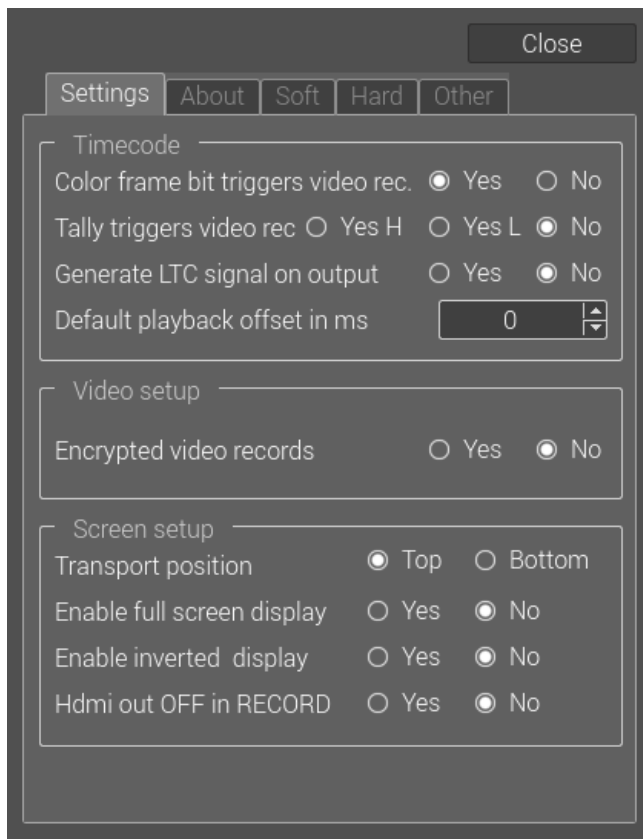 Close
Settings About Soft Hard Other
Timecode
Color frame bit triggers video rec. Yes No
Tally triggers video rec Yes H Yes L No
Generate LTC signal on output Yes No
Default playback offset in ms 0
Video setup
Encrypted video records Yes No
Screen setup
Transport position Top Bottom
Enable full screen display Yes No
Enable inverted display Yes No
Hdmi out OFF in RECORD Yes No